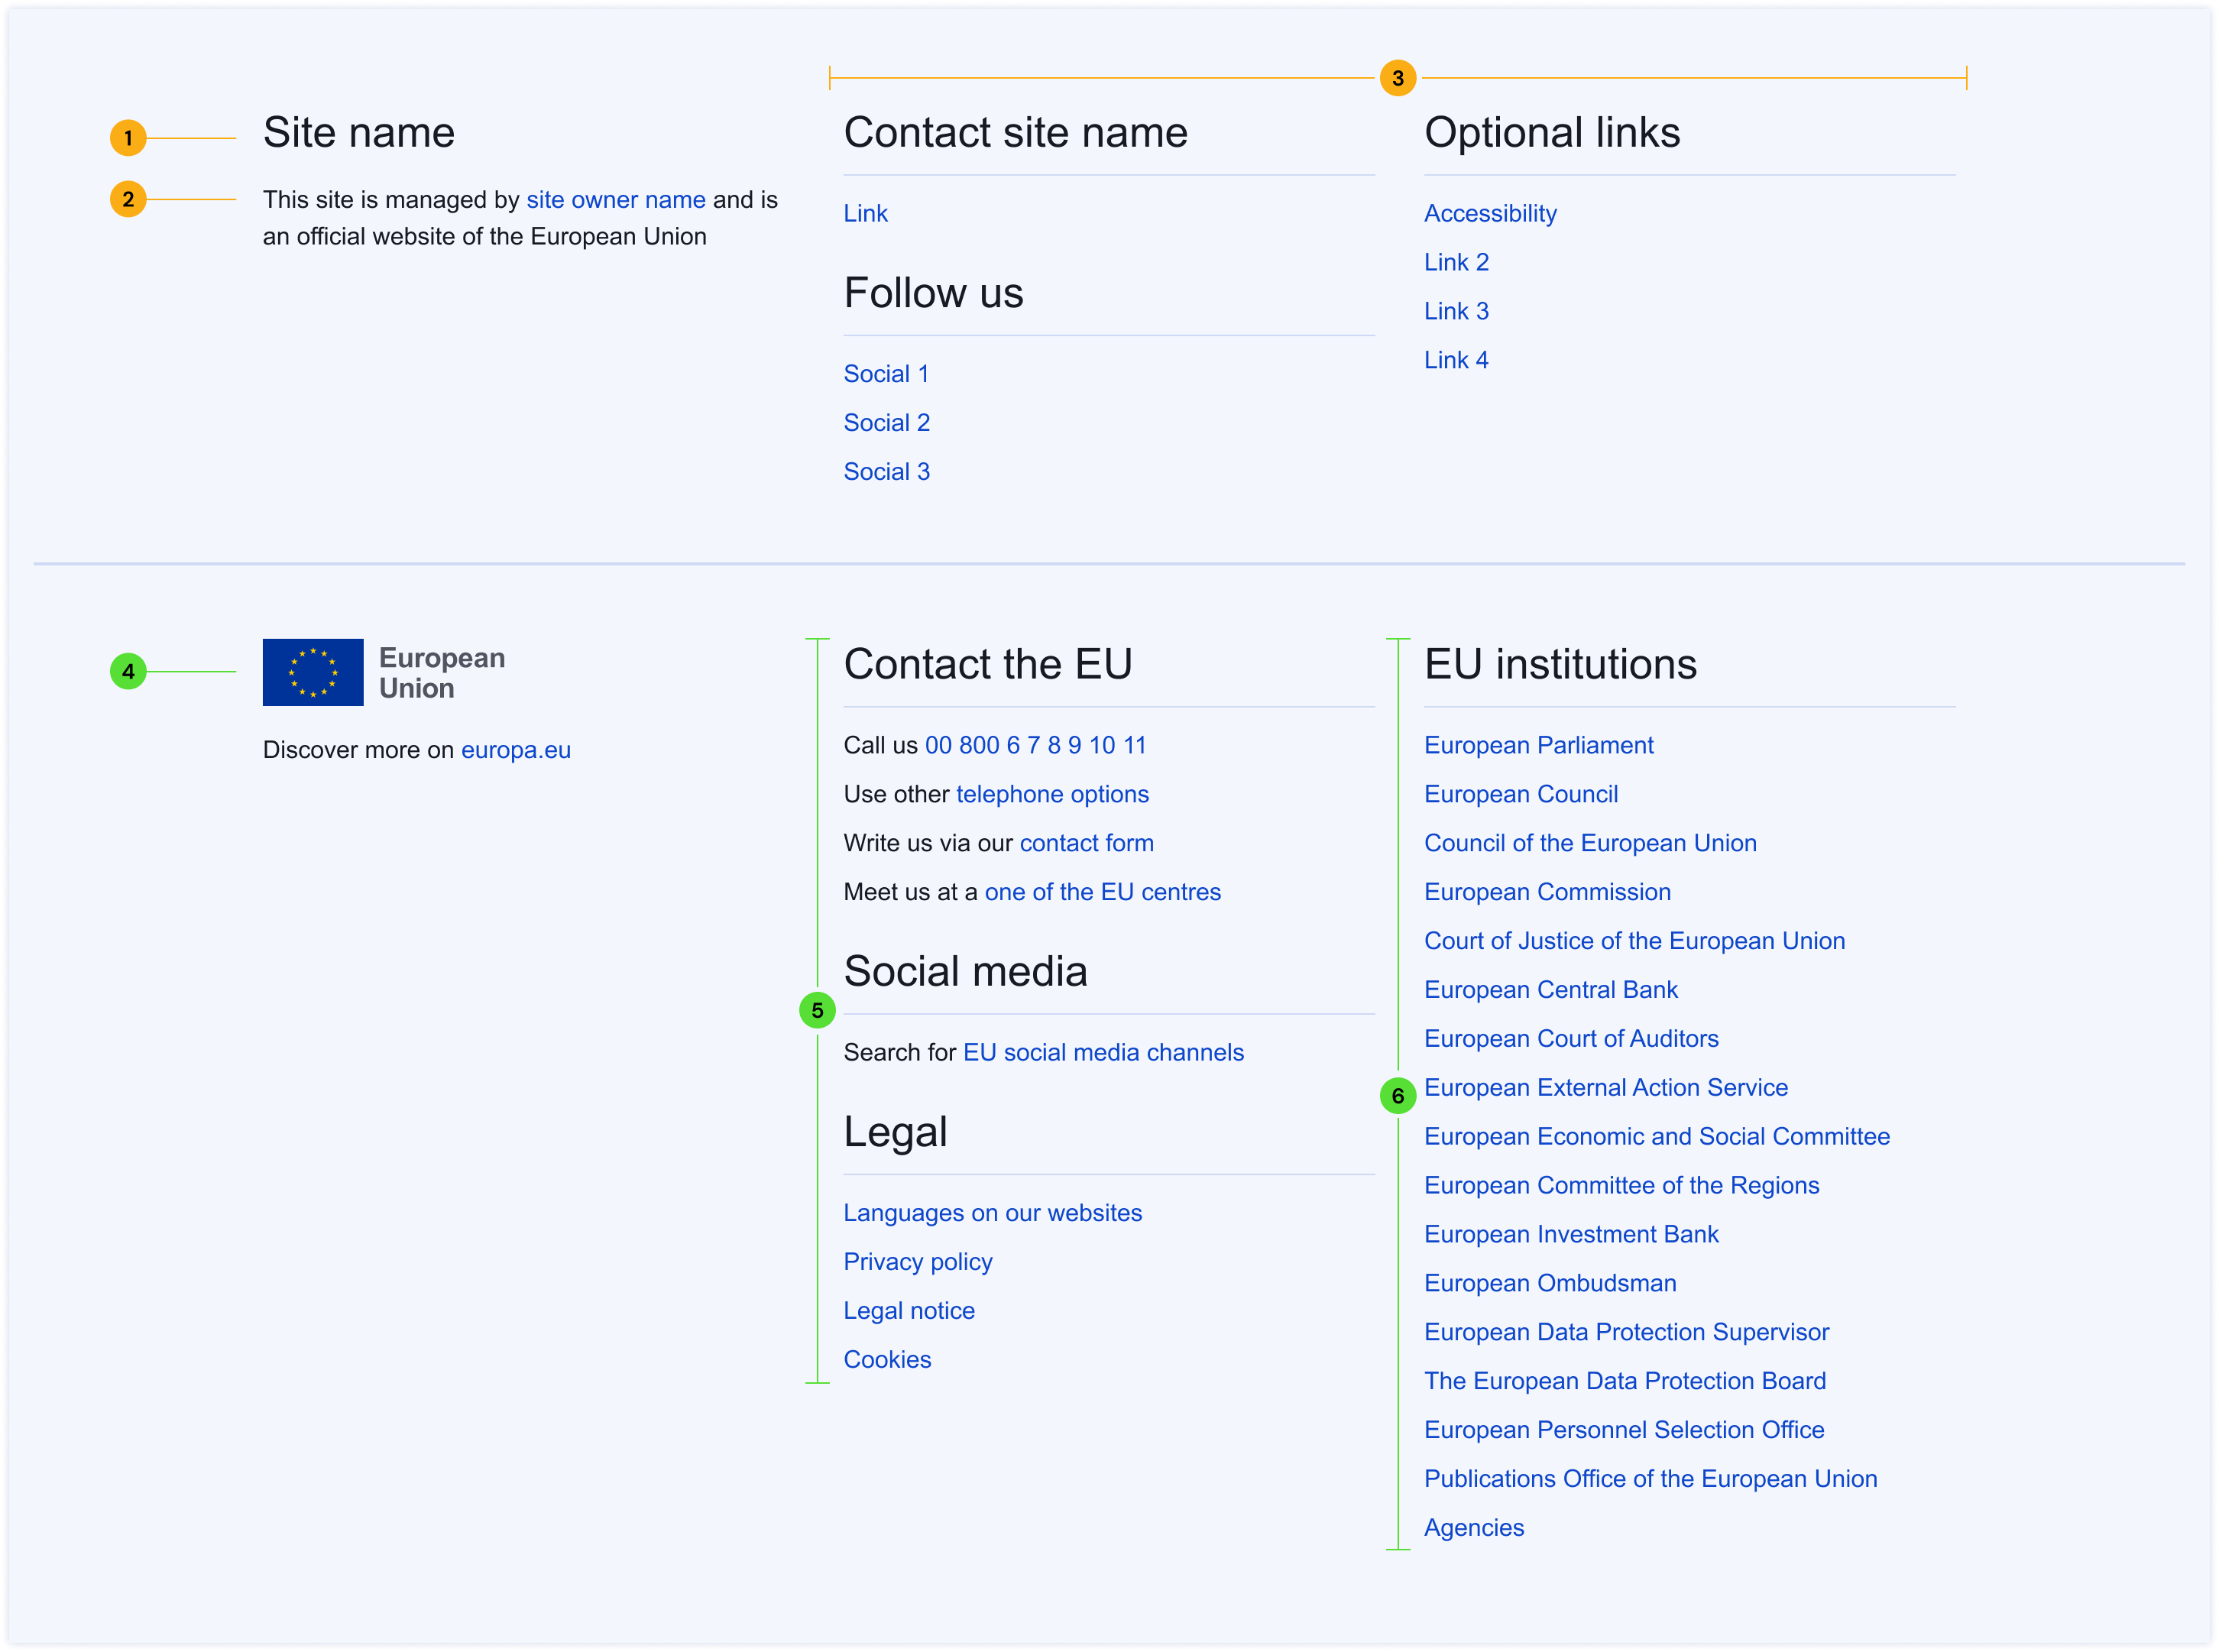 3
1
Site name
2
This site is managed by site owner name and is
an official website of the European Union
Contact site name
Link
Follow us
Social 1
Social 2
Social 3
Optional links
Accessibility
Link 2
Link 3
Link 4
4
European
Union
Discover more on europa.eu
5
Contact the EU
Call us 00 800 6 7 8 9 10 11
Use other telephone options
Write us via our contact form
Meet us at a one of the EU centres
Social media
Search for EU social media channels
Legal
Languages on our websites
Privacy policy
Legal notice
Cookies
6
EU institutions
European Parliament
European Council
Council of the European Union
European Commission
Court of Justice of the European Union
European Central Bank
European Court of Auditors
European External Action Service
European Economic and Social Committee
European Committee of the Regions
European Investment Bank
European Ombudsman
European Data Protection Supervisor
The European Data Protection Board
European Personnel Selection Office
Publications Office of the European Union
Agencies